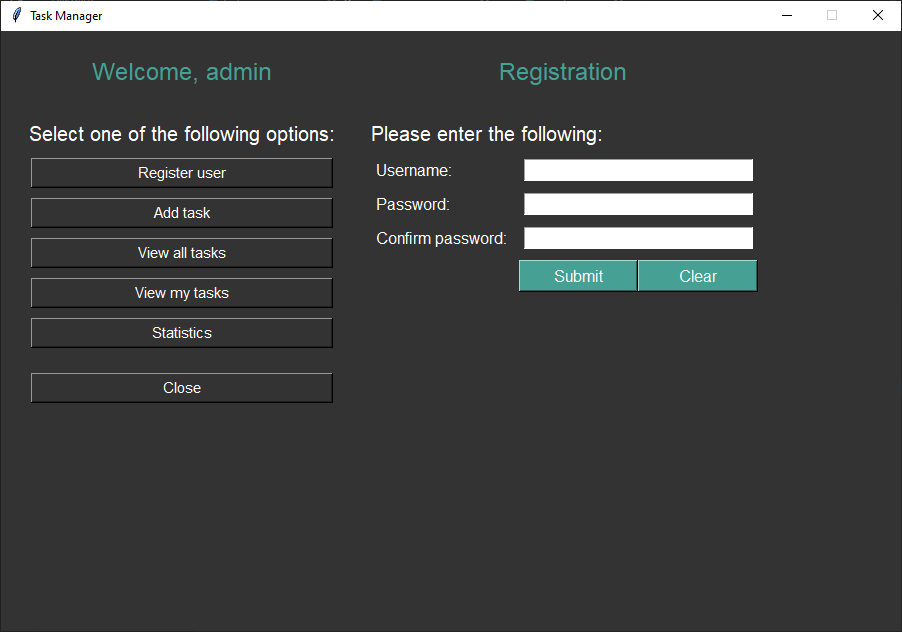 Task Manager
Welcome, admin
Select one of the following options:
Register user
Add task
View all tasks
View my tasks
Statistics
Close
Registration
Please enter the following:
Username:
Password:
Confirm password:
Submit
Clear